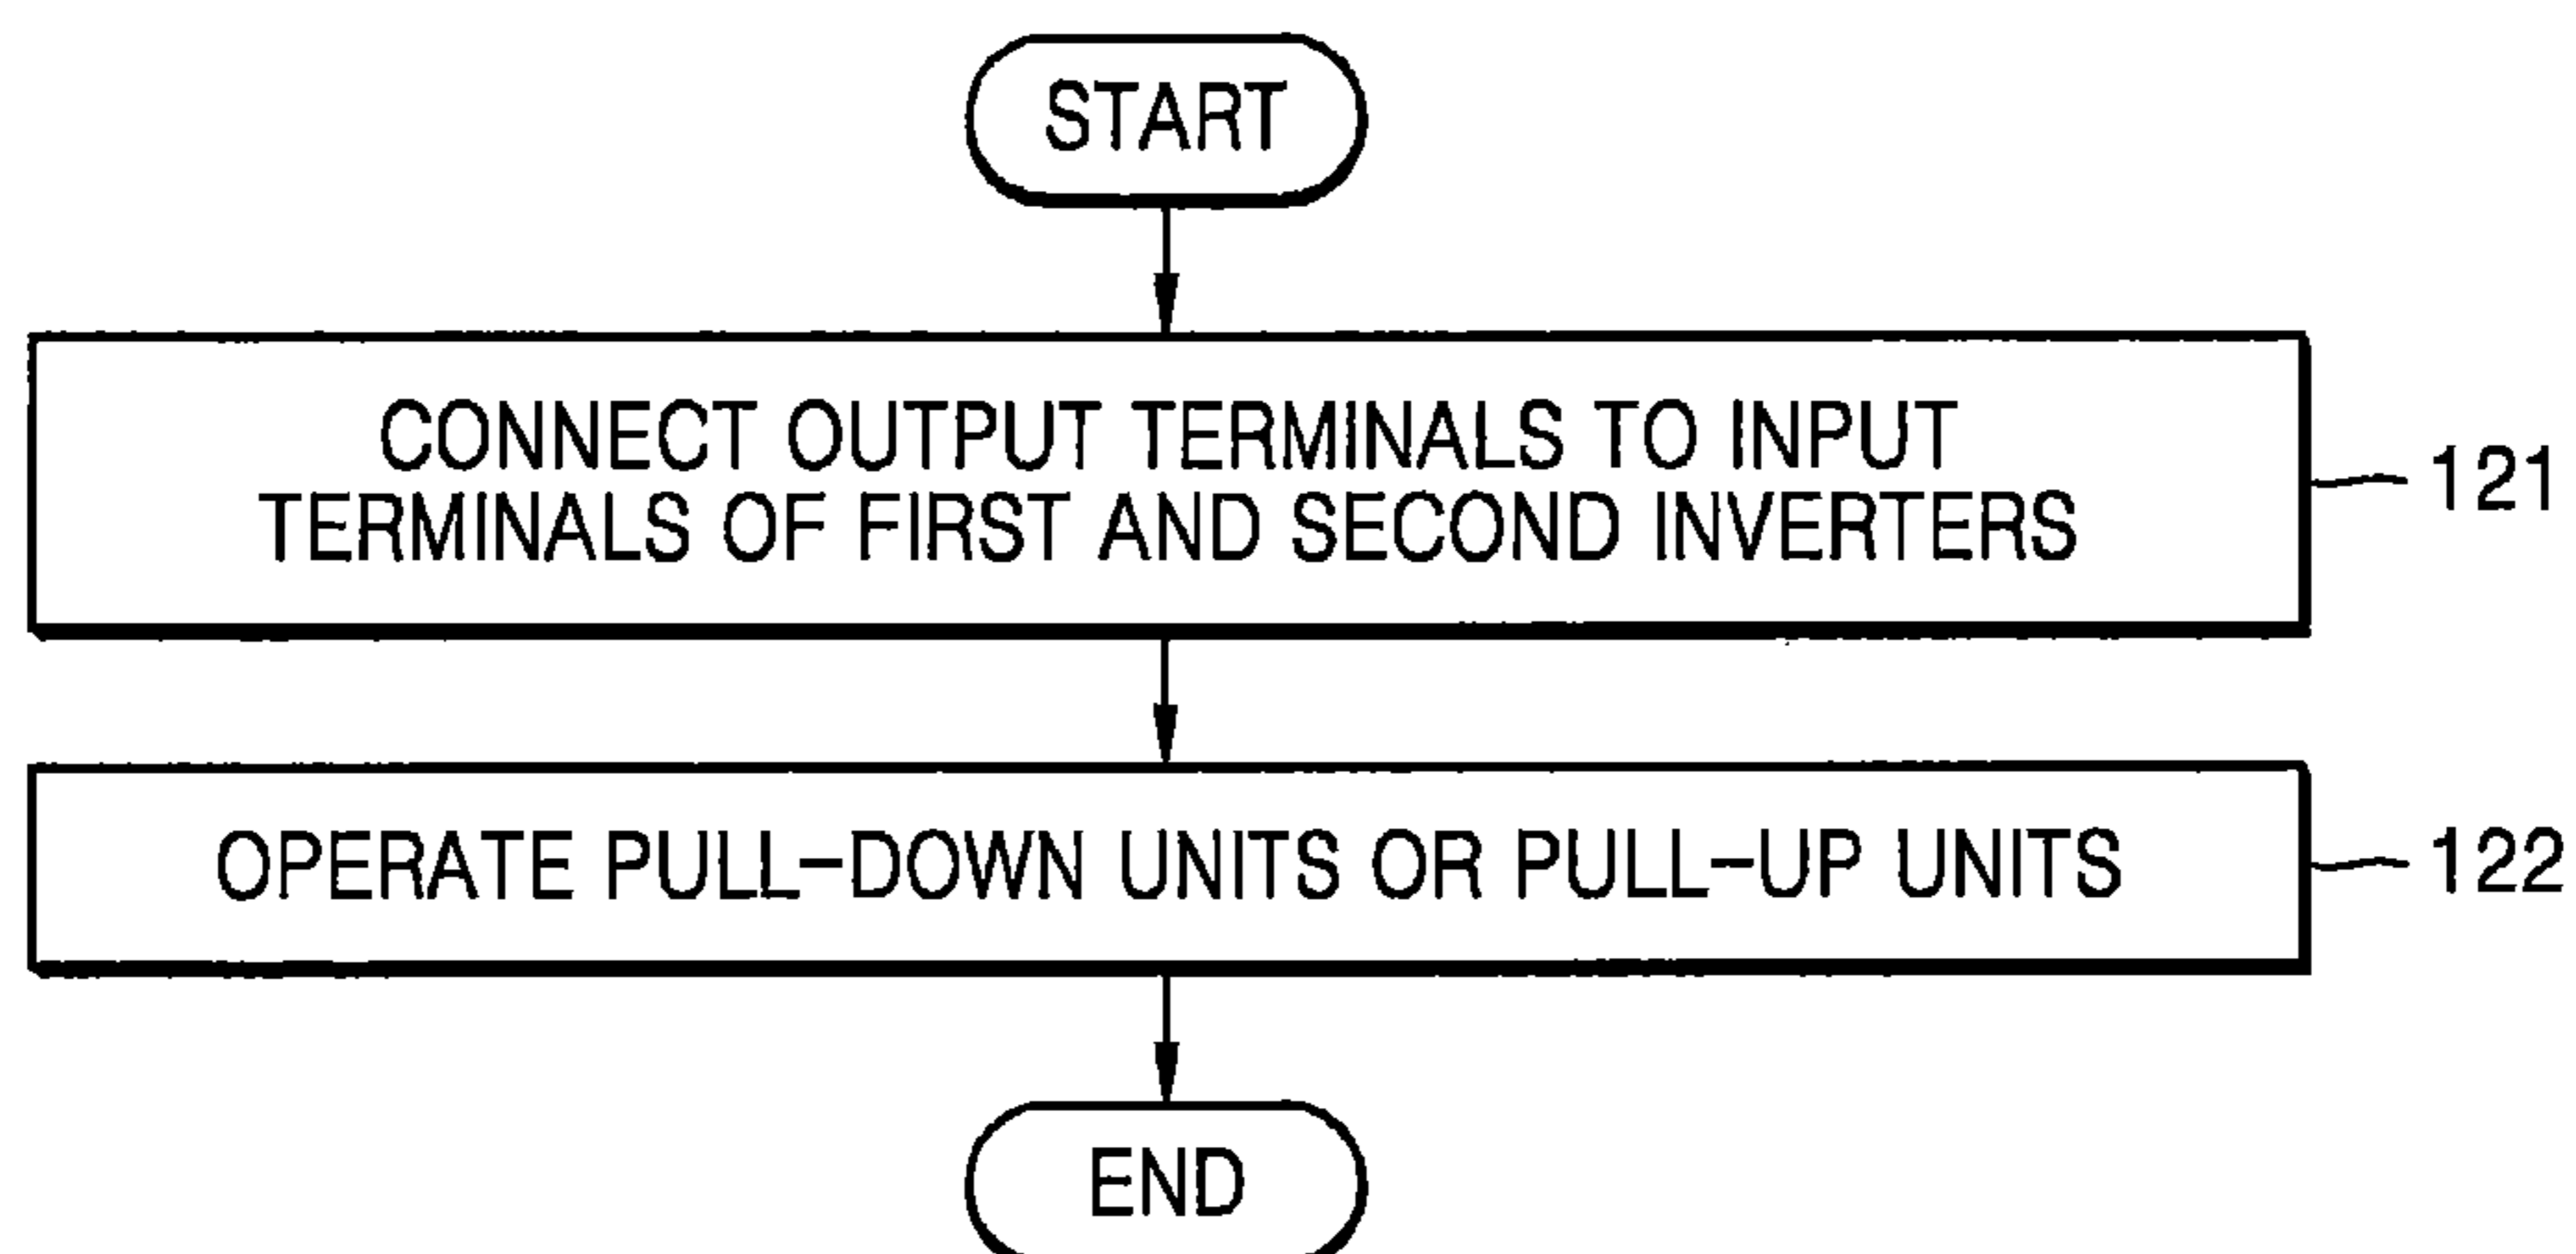 START
CONNECT OUTPUT TERMINALS TO INPUT
TERMINALS OF FIRST AND SECOND INVERTERS
121
OPERATE PULL-DOWN UNITS OR PULL-UP UNITS
122
END